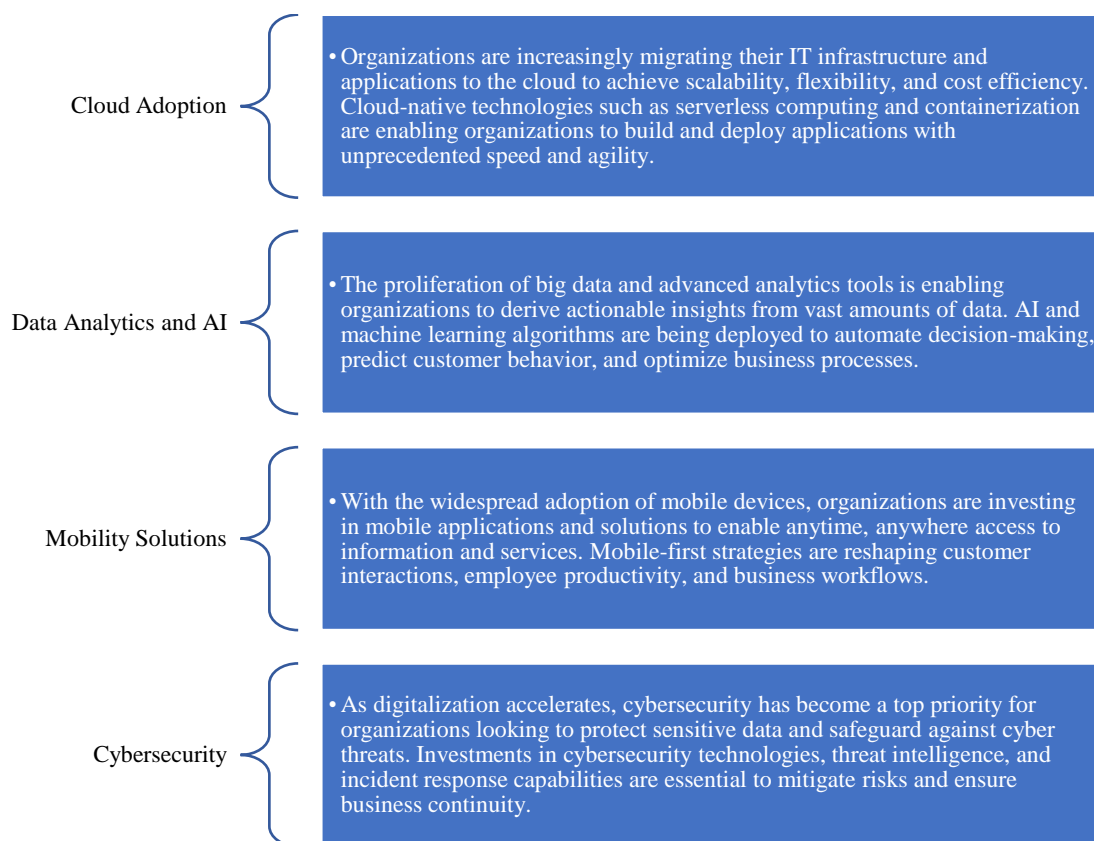 Cloud Adoption
• Organizations are increasingly migrating their IT infrastructure and
applications to the cloud to achieve scalability, flexibility, and cost efficiency.
Cloud-native technologies such as serverless computing and containerization
are enabling organizations to build and deploy applications with
unprecedented speed and agility.
Data Analytics and AI
• The proliferation of big data and advanced analytics tools is enabling
organizations to derive actionable insights from vast amounts of data. AI and
machine learning algorithms are being deployed to automate decision-making,
predict customer behavior, and optimize business processes.
Mobility Solutions
• With the widespread adoption of mobile devices, organizations are investing
in mobile applications and solutions to enable anytime, anywhere access to
information and services. Mobile-first strategies are reshaping customer
interactions, employee productivity, and business workflows.
Cybersecurity
• As digitalization accelerates, cybersecurity has become a top priority for
organizations looking to protect sensitive data and safeguard against cyber
threats. Investments in cybersecurity technologies, threat intelligence, and
incident response capabilities are essential to mitigate risks and ensure
business continuity.